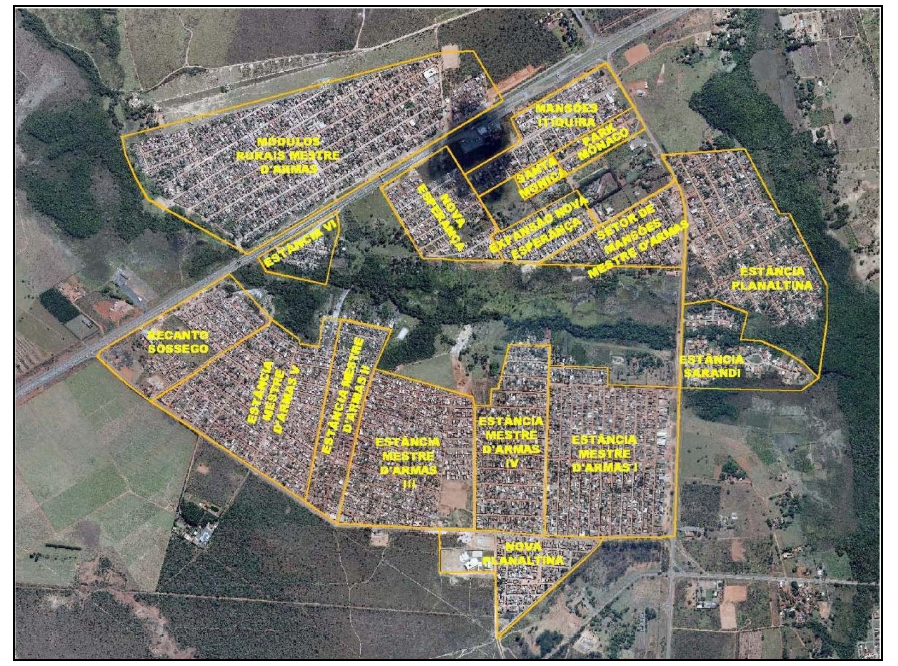 MÓDULOS
RURAIS MESTRE
D'ARMAS
MANSÕES
ITIQUIRA
PARK
MÔNACO
SANTA
MÔNICA
NOVA
ESPERANÇA
EXPANSÃO NOVA
ESPERANÇA
SETOR DE
MANSÕES
MESTRE D'ARMAS
ESTÂNCIA VI
ESTÂNCIA
PLANALTINA
RECANTO
SOSSEGO
ESTÂNCIA
MESTRE
D'ARMAS V
ESTÂNCIA MESTRE
D'ARMAS II
ESTÂNCIA
MESTRE
D'ARMAS
III
ESTÂNCIA
MESTRE
D'ARMAS
IV
ESTÂNCIA
MESTRE
D'ARMAS I
ESTÂNCIA
SARANDI
NOVA
PLANALTINA